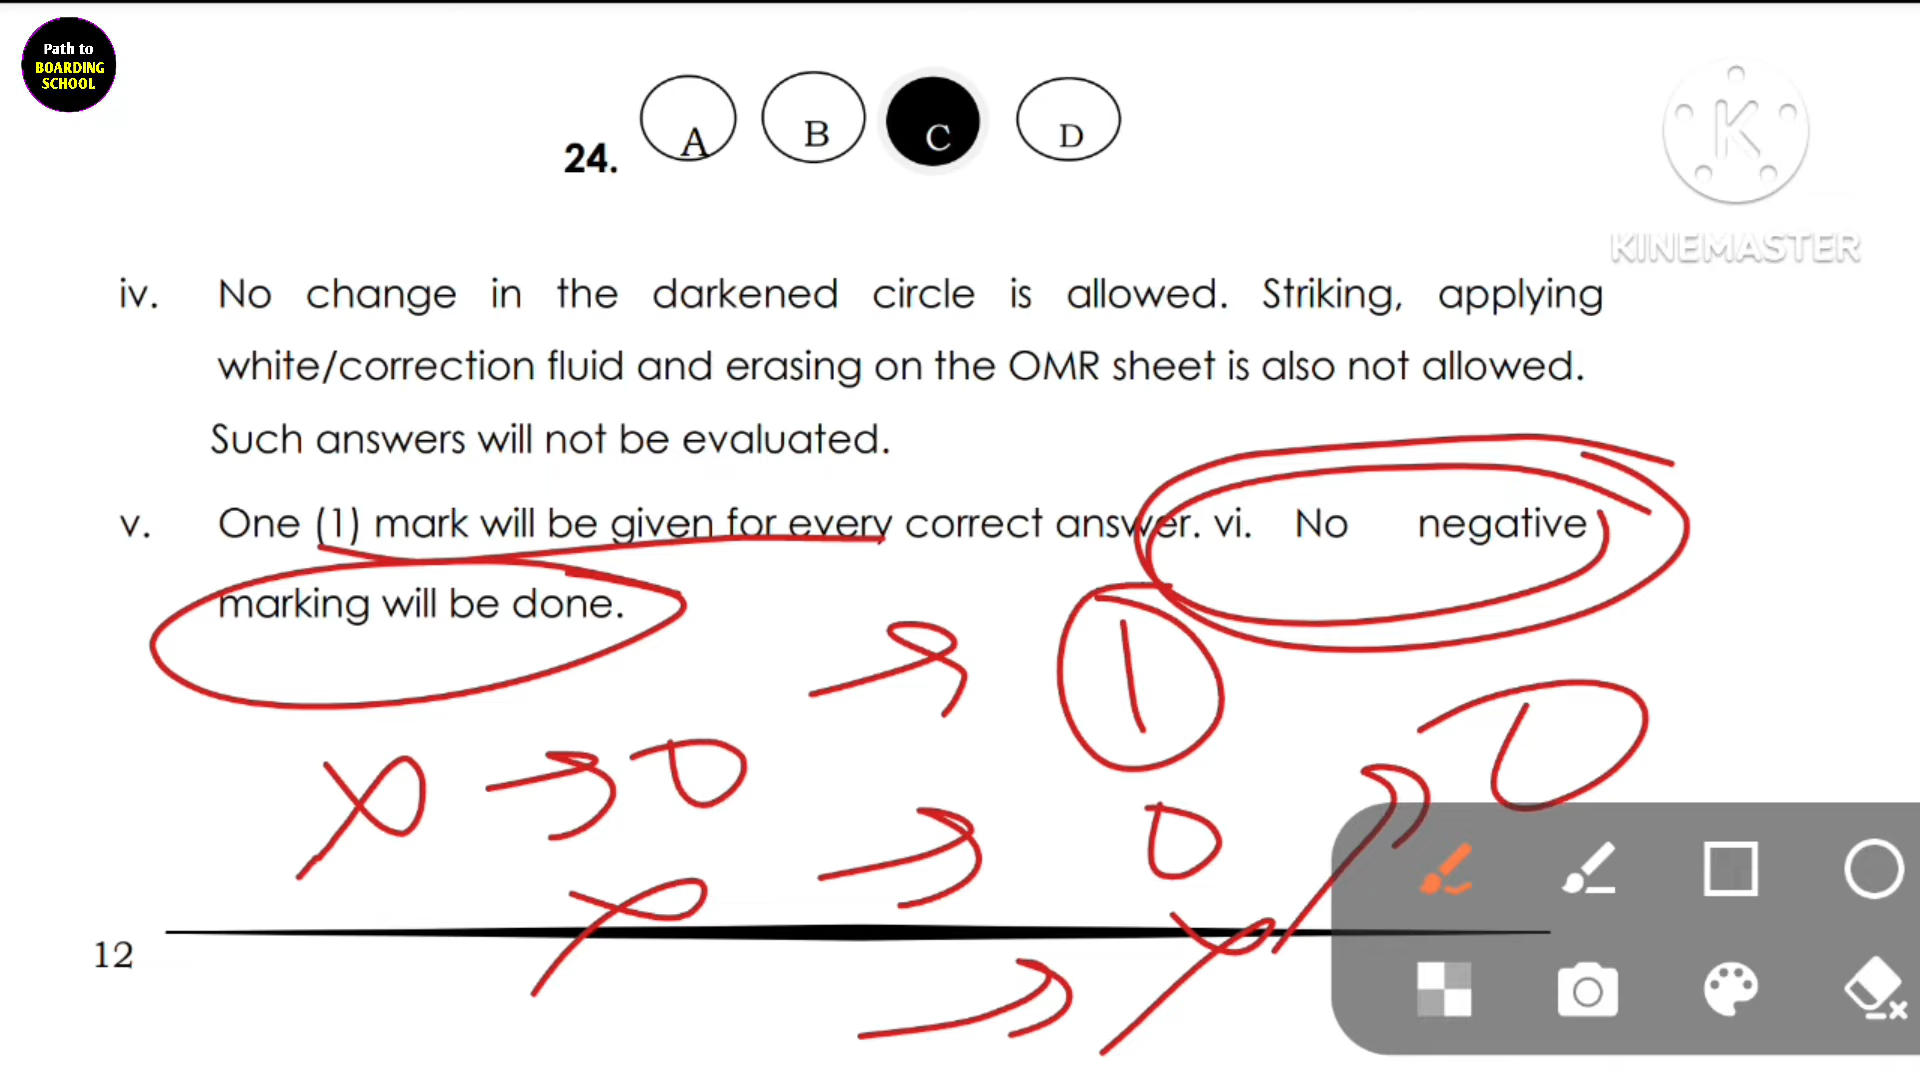 Path to
BOARDING
SCHOOL
24. A B C D
KINEMASTER
iv. No change in the darkened circle is allowed. Striking, applying
white/correction fluid and erasing on the OMR sheet is also not allowed.
Such answers will not be evaluated.
v. One (1) mark will be given for every correct answer. vi. No negative
marking will be done.
1
0
0
0
12